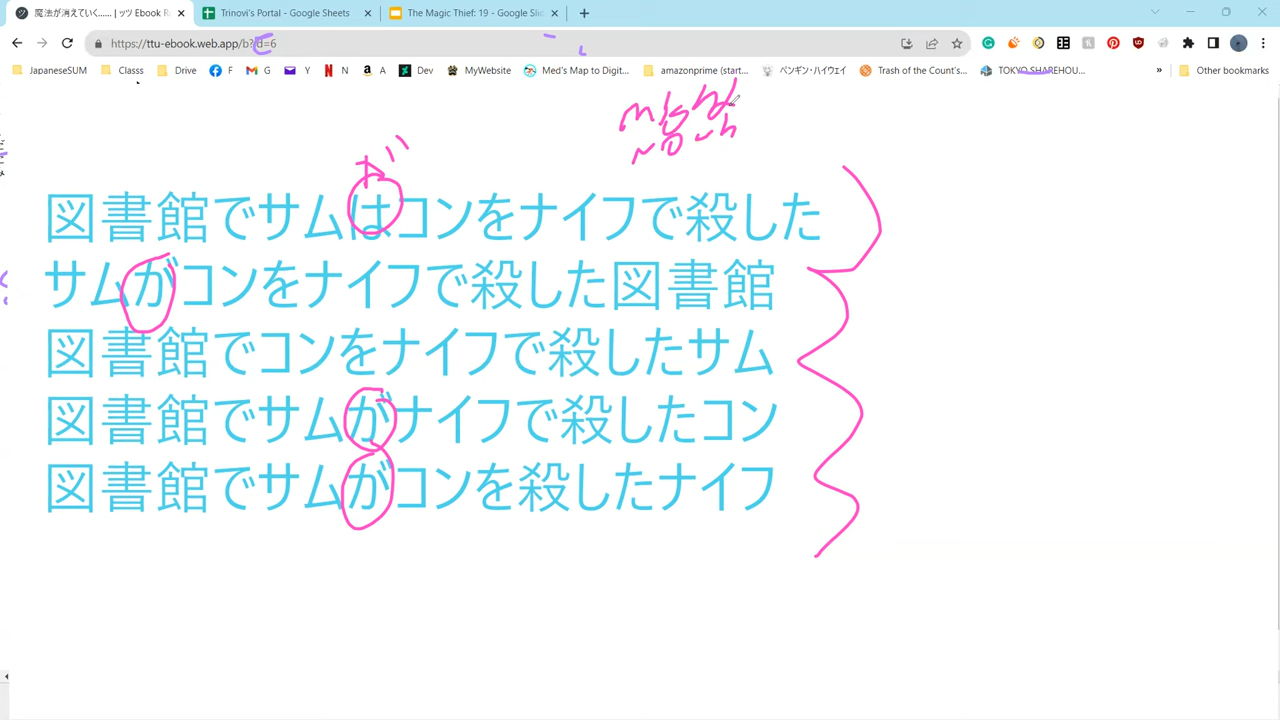 魔法が消えていく...... | ッツ Ebook R
Trinovi's Portal - Google Sheets
The Magic Thief: 19 - Google Slid
https://ttu-ebook.web.app/b?id=6
JapaneseSUM
Classs
Drive
F
G
Y
N
A
Dev
MyWebsite
Med's Map to Digit...
amazonprime (start...
ペンギン・ハイウェイ
Trash of the Count's...
TOKYO SHAREHOU...
»
Other bookmarks
が
図書館でサムはコンをナイフで殺した
サムがコンをナイフで殺した図書館
図書館でコンをナイフで殺したサム
図書館でサムがナイフで殺したコン
図書館でサムがコンを殺したナイフ